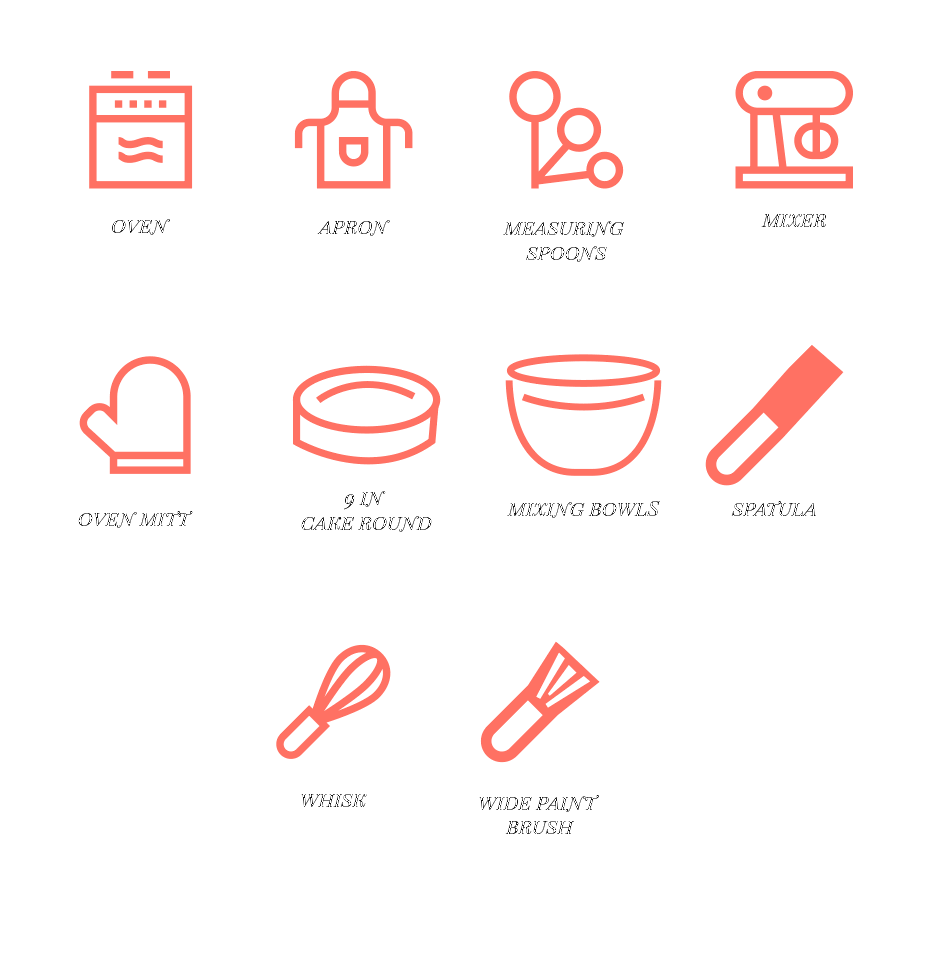 OVEN
APRON
MEASURING
SPOONS
MIXER
OVEN MITT
9 IN
CAKE ROUND
MIXING BOWLS
SPATULA
WHISK
WIDE PAINT
BRUSH